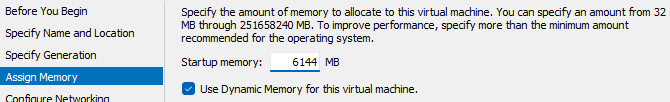 Before You Begin
Specify Name and Location
Specify Generation
Assign Memory
Configure Networking
Specify the amount of memory to allocate to this virtual machine. You can specify an amount from 32
MB through 251658240 MB. To improve performance, specify more than the minimum amount
recommended for the operating system.
Startup memory: 6144 MB
Use Dynamic Memory for this virtual machine.